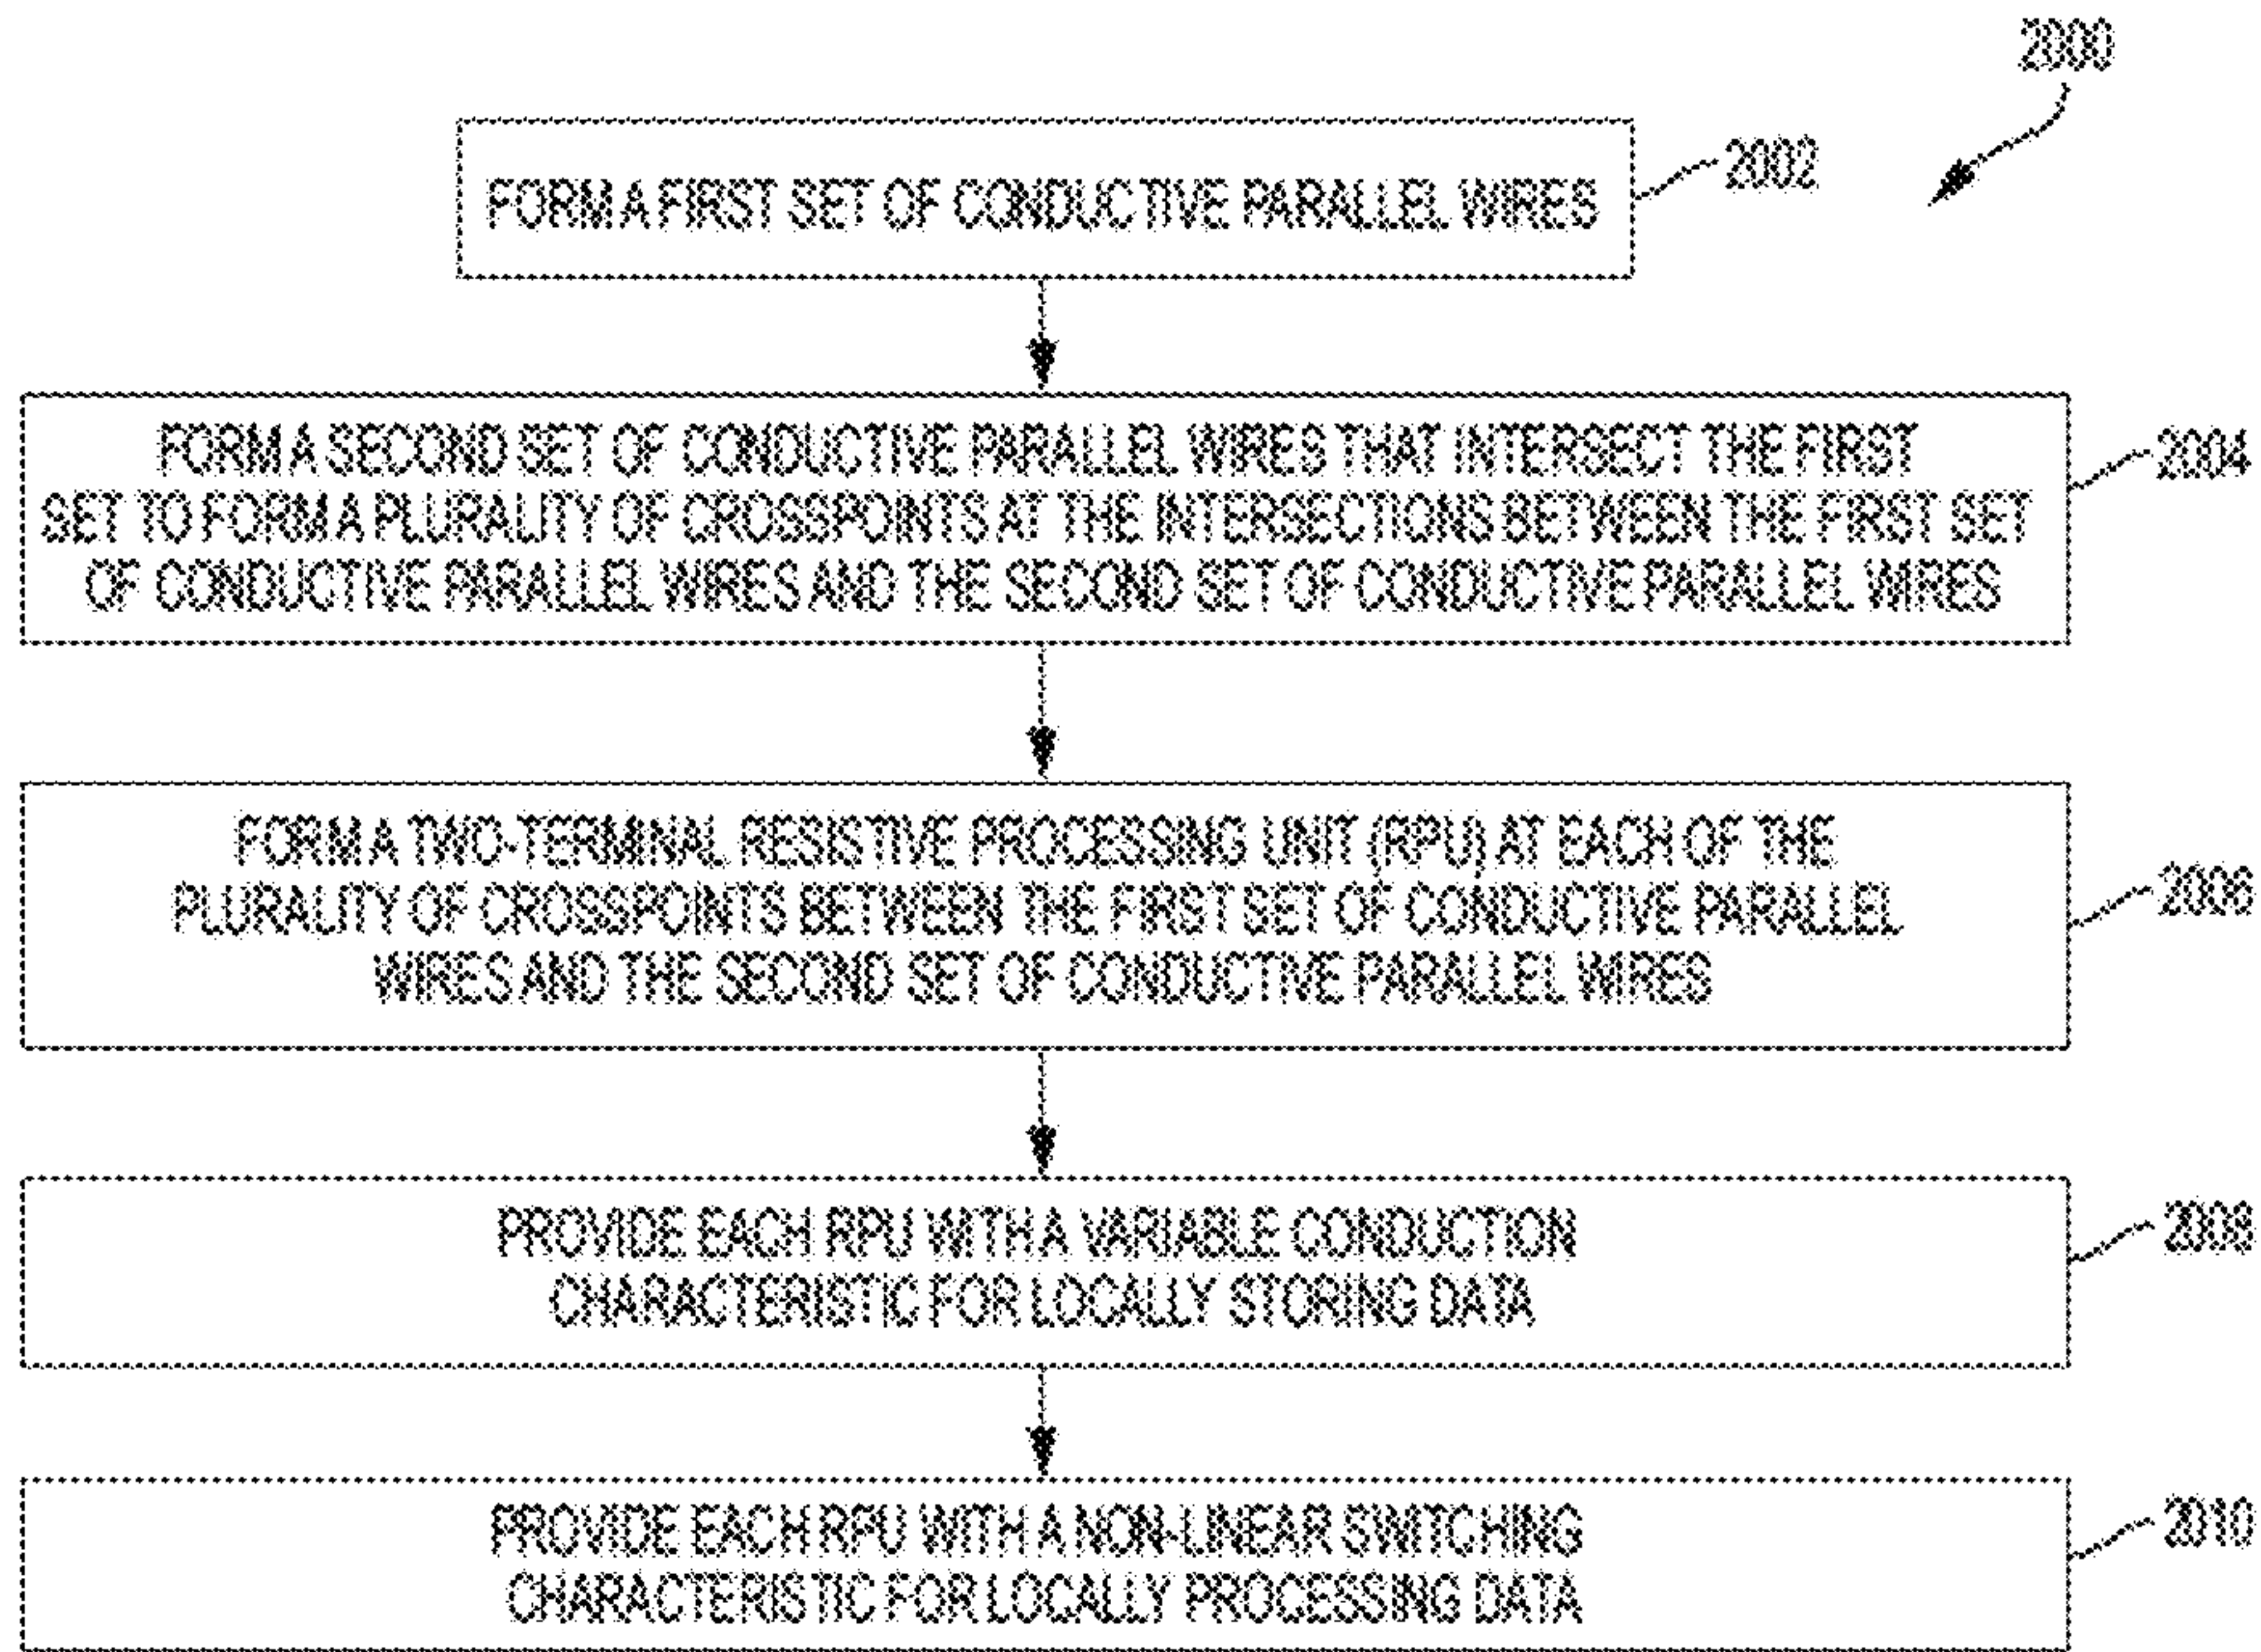 2000
FORM A FIRST SET OF CONDUCTIVE PARALLEL WIRES
2002
FORM A SECOND SET OF CONDUCTIVE PARALLEL WIRES THAT INTERSECT THE FIRST
SET TO FORM A PLURALITY OF CROSSPOINTS AT THE INTERSECTIONS BETWEEN THE FIRST SET
OF CONDUCTIVE PARALLEL WIRES AND THE SECOND SET OF CONDUCTIVE PARALLEL WIRES
2004
FORM A TWO-TERMINAL RESISTIVE PROCESSING UNIT (RPU) AT EACH OF THE
PLURALITY OF CROSSPOINTS BETWEEN THE FIRST SET OF CONDUCTIVE PARALLEL
WIRES AND THE SECOND SET OF CONDUCTIVE PARALLEL WIRES
2006
PROVIDE EACH RPU WITH A VARIABLE CONDUCTION
CHARACTERISTIC FOR LOCALLY STORING DATA
2008
PROVIDE EACH RPU WITH A NON-LINEAR SWITCHING
CHARACTERISTIC FOR LOCALLY PROCESSING DATA
2010